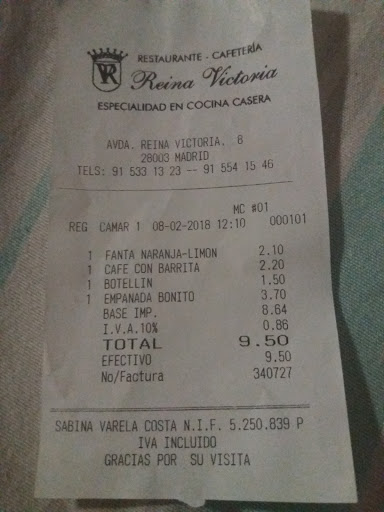 RESTAURANTE - CAFETERÍA
Reina Victoria
ESPECIALIDAD EN COCINA CASERA
AVDA. REINA VICTORIA, 6
28003 MADRID
TELS: 91 533 13 23 -- 91 554 15 46
MC #01
REG CAMAR 1 08-02-2018 12:10 000101
1 FANTA NARANJA-LIMON 2.10
1 CAFE CON BARRITA 2.20
1 BOTELLIN 1.50
1 EMPANADA BONITO 3.70
BASE IMP. 8.64
I.V.A.10% 0.86
TOTAL 9.50
EFECTIVO 9.50
No/Factura 340727
SABINA VARELA COSTA N.I.F. 5.250.839 P
IVA INCLUIDO
GRACIAS POR SU VISITA